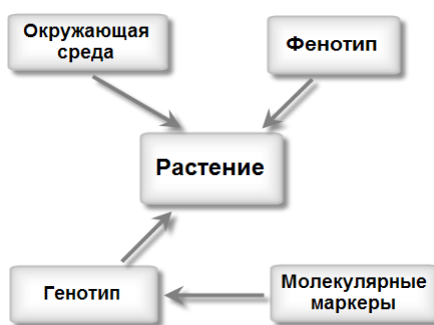 Окружающая
среда
Фенотип
Растение
Генотип
Молекулярные
маркеры